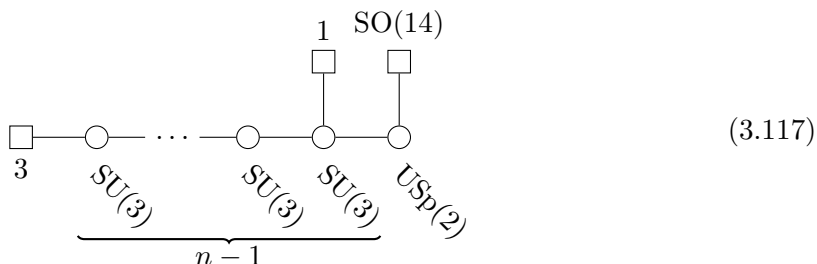 1 SO(14)
··· (3.117)
3 SU(3) SU(3) SU(3) USp(2)
n − 1